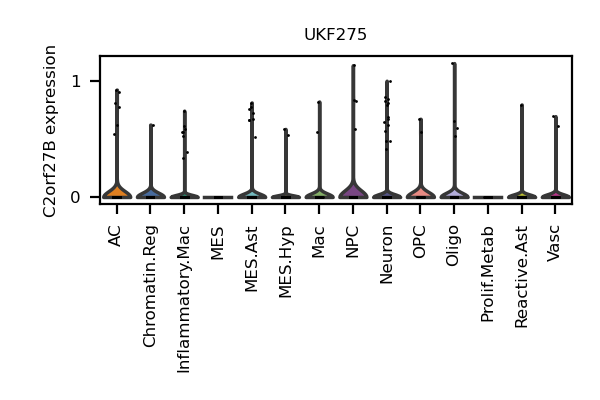 UKF275
C2orf27B expression
1
0
AC
Chromatin.Reg
Inflammatory.Mac
MES
MES.Ast
MES.Hyp
Mac
NPC
Neuron
OPC
Oligo
Prolif.Metab
Reactive.Ast
Vasc